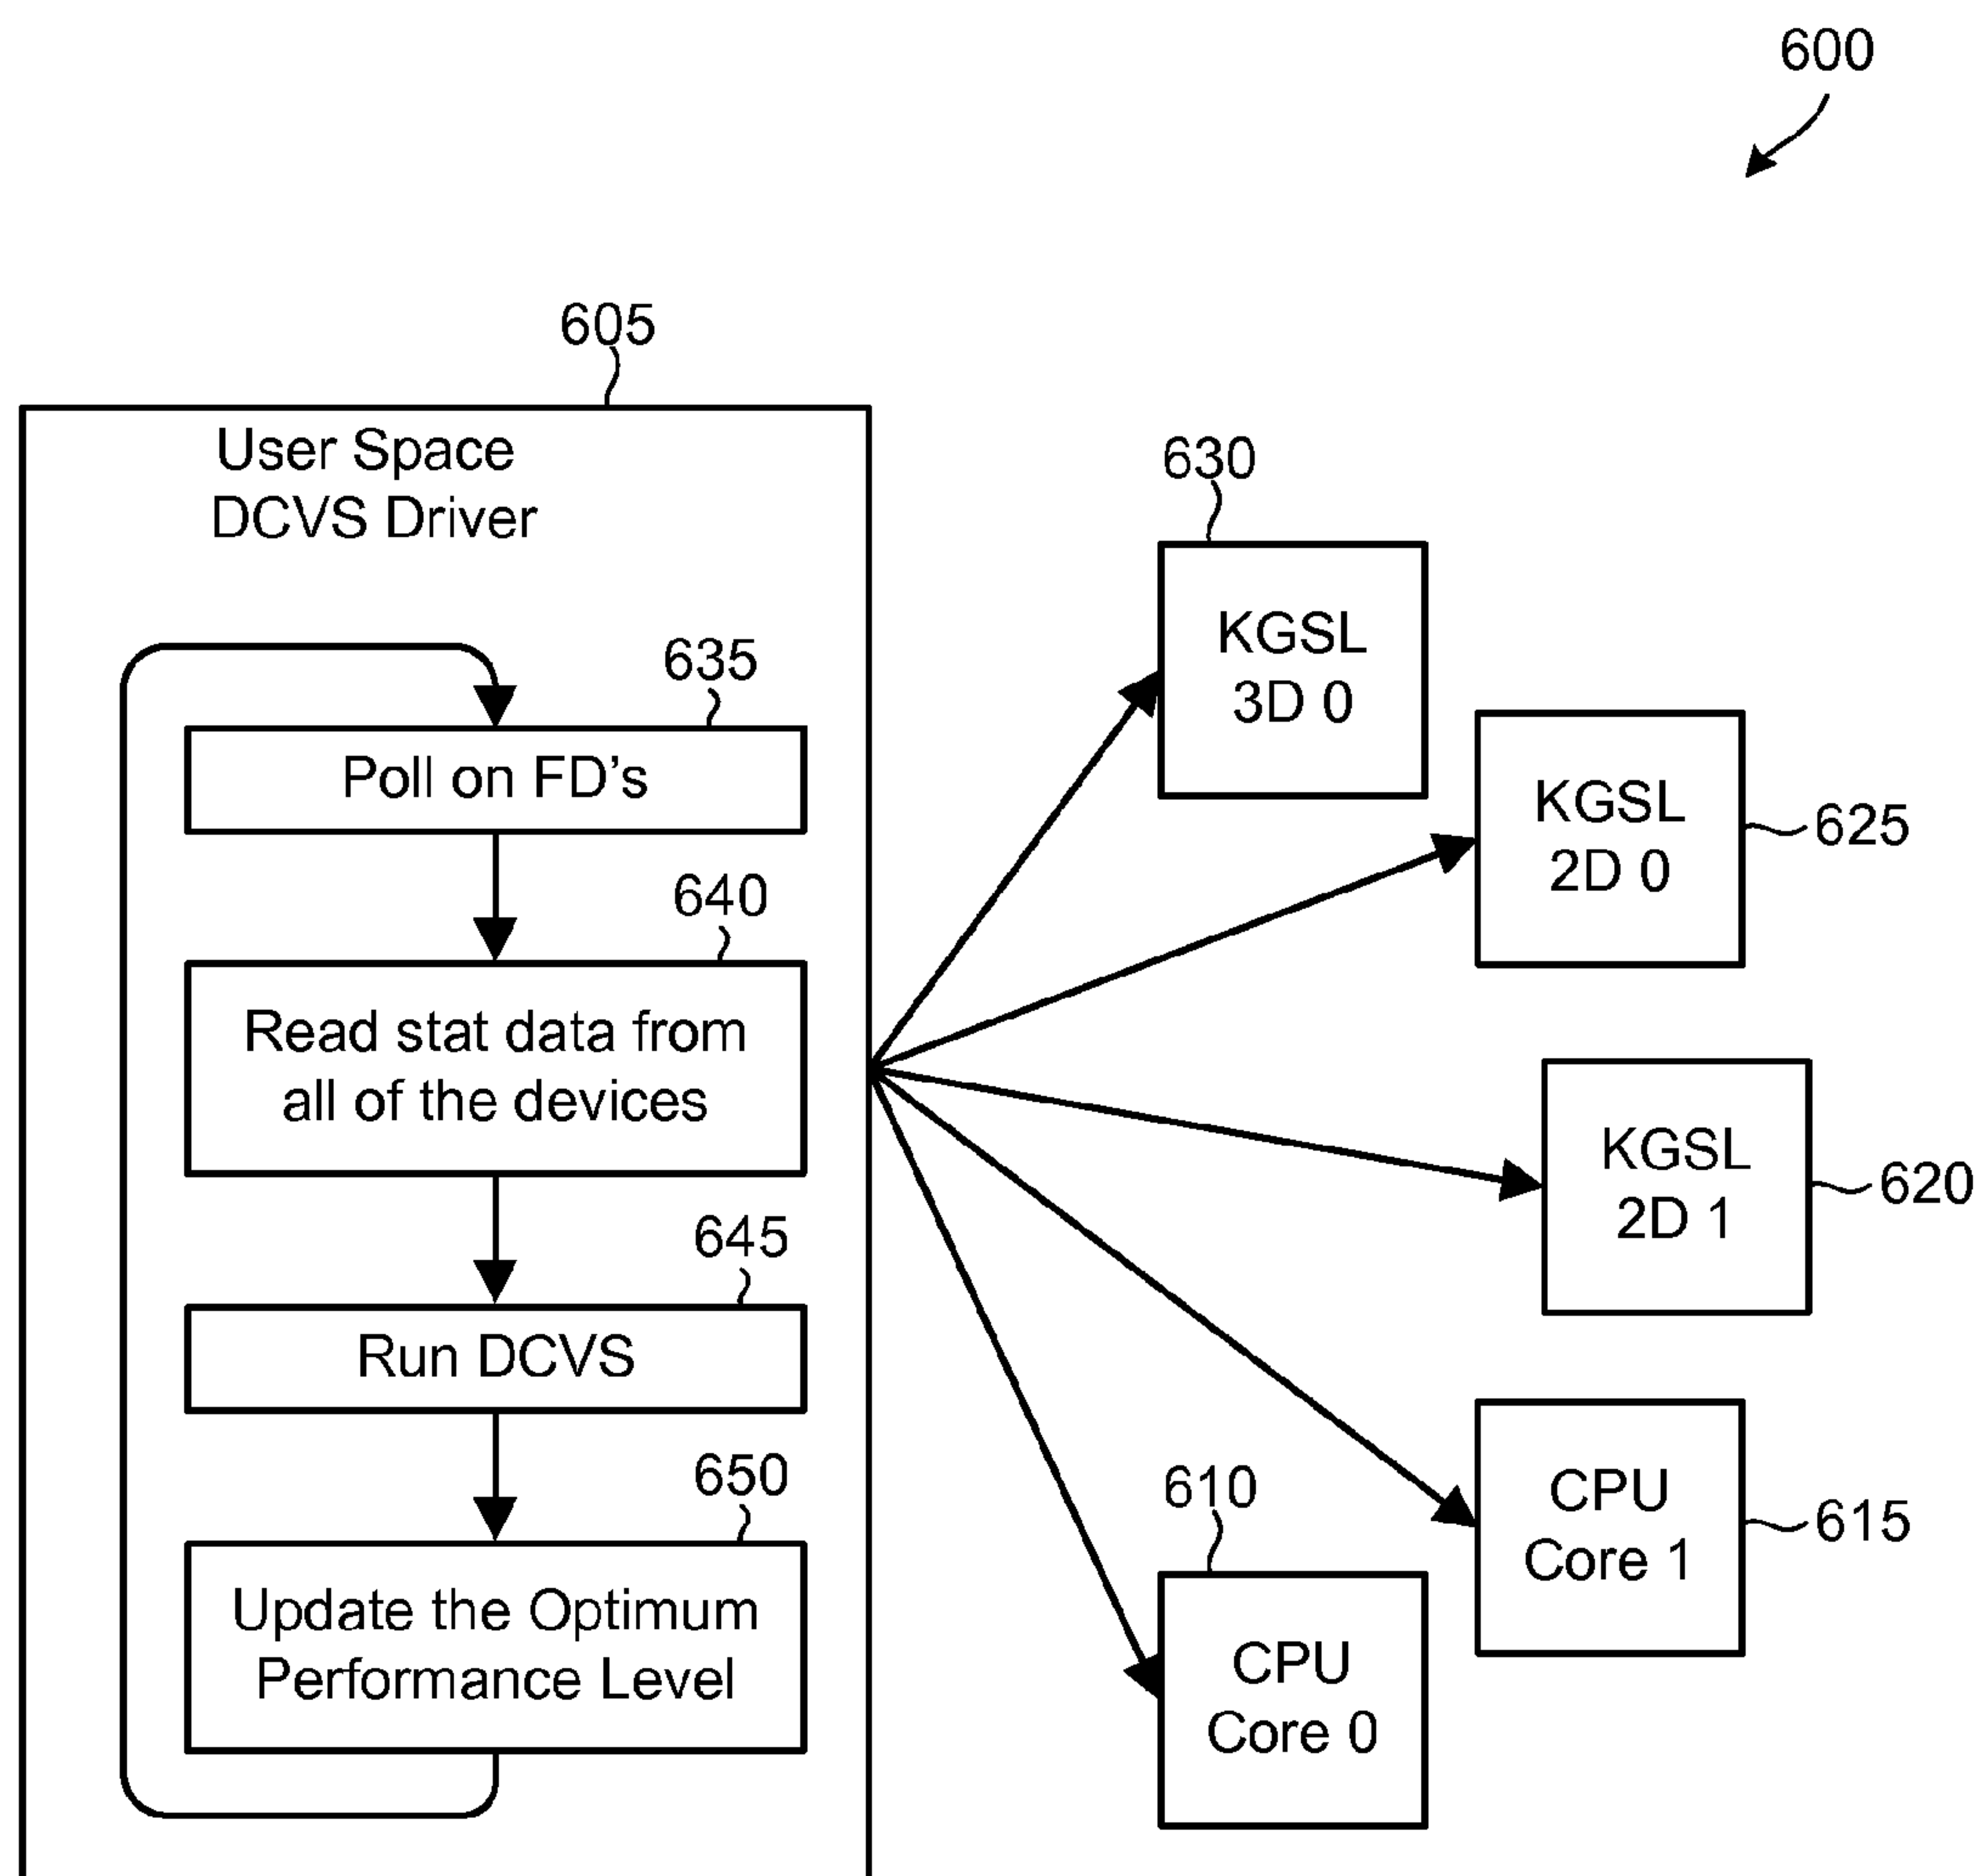 600
605
User Space
DCVS Driver
630
635
KGSL
3D 0
Poll on FD's
KGSL
2D 0
625
640
Read stat data from
all of the devices
KGSL
2D 1
620
645
Run DCVS
650
610
CPU
Core 1
615
Update the Optimum
Performance Level
CPU
Core 0